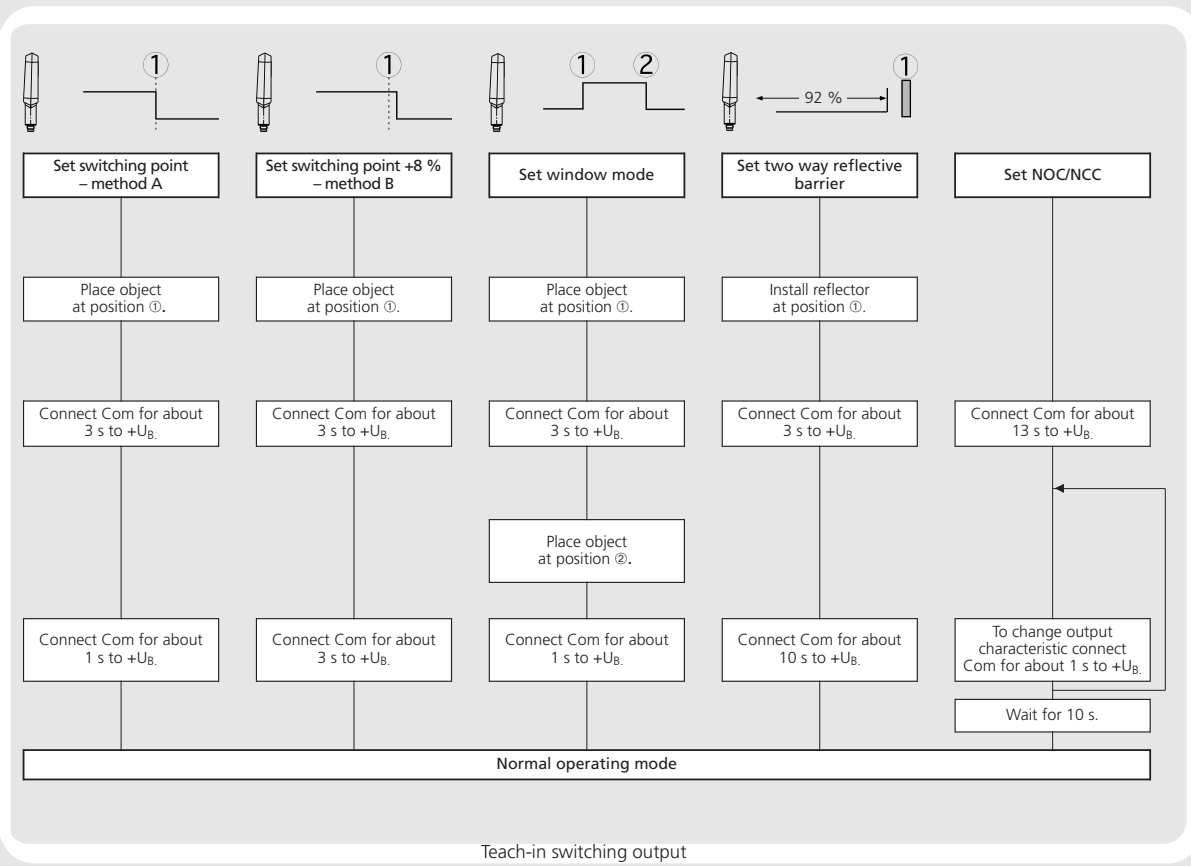 1
1
1 2
92 %
1
Set switching point
– method A
Set switching point +8 %
– method B
Set window mode
Set two way reflective
barrier
Set NOC/NCC
Place object
at position ①.
Place object
at position ①.
Place object
at position ①.
Install reflector
at position ①.
Connect Com for about
3 s to +UB.
Connect Com for about
3 s to +UB.
Connect Com for about
3 s to +UB.
Connect Com for about
3 s to +UB.
Connect Com for about
13 s to +UB.
Place object
at position ②.
Connect Com for about
1 s to +UB.
Connect Com for about
3 s to +UB.
Connect Com for about
1 s to +UB.
Connect Com for about
10 s to +UB.
To change output
characteristic connect
Com for about 1 s to +UB.
Wait for 10 s.
Normal operating mode
Teach-in switching output